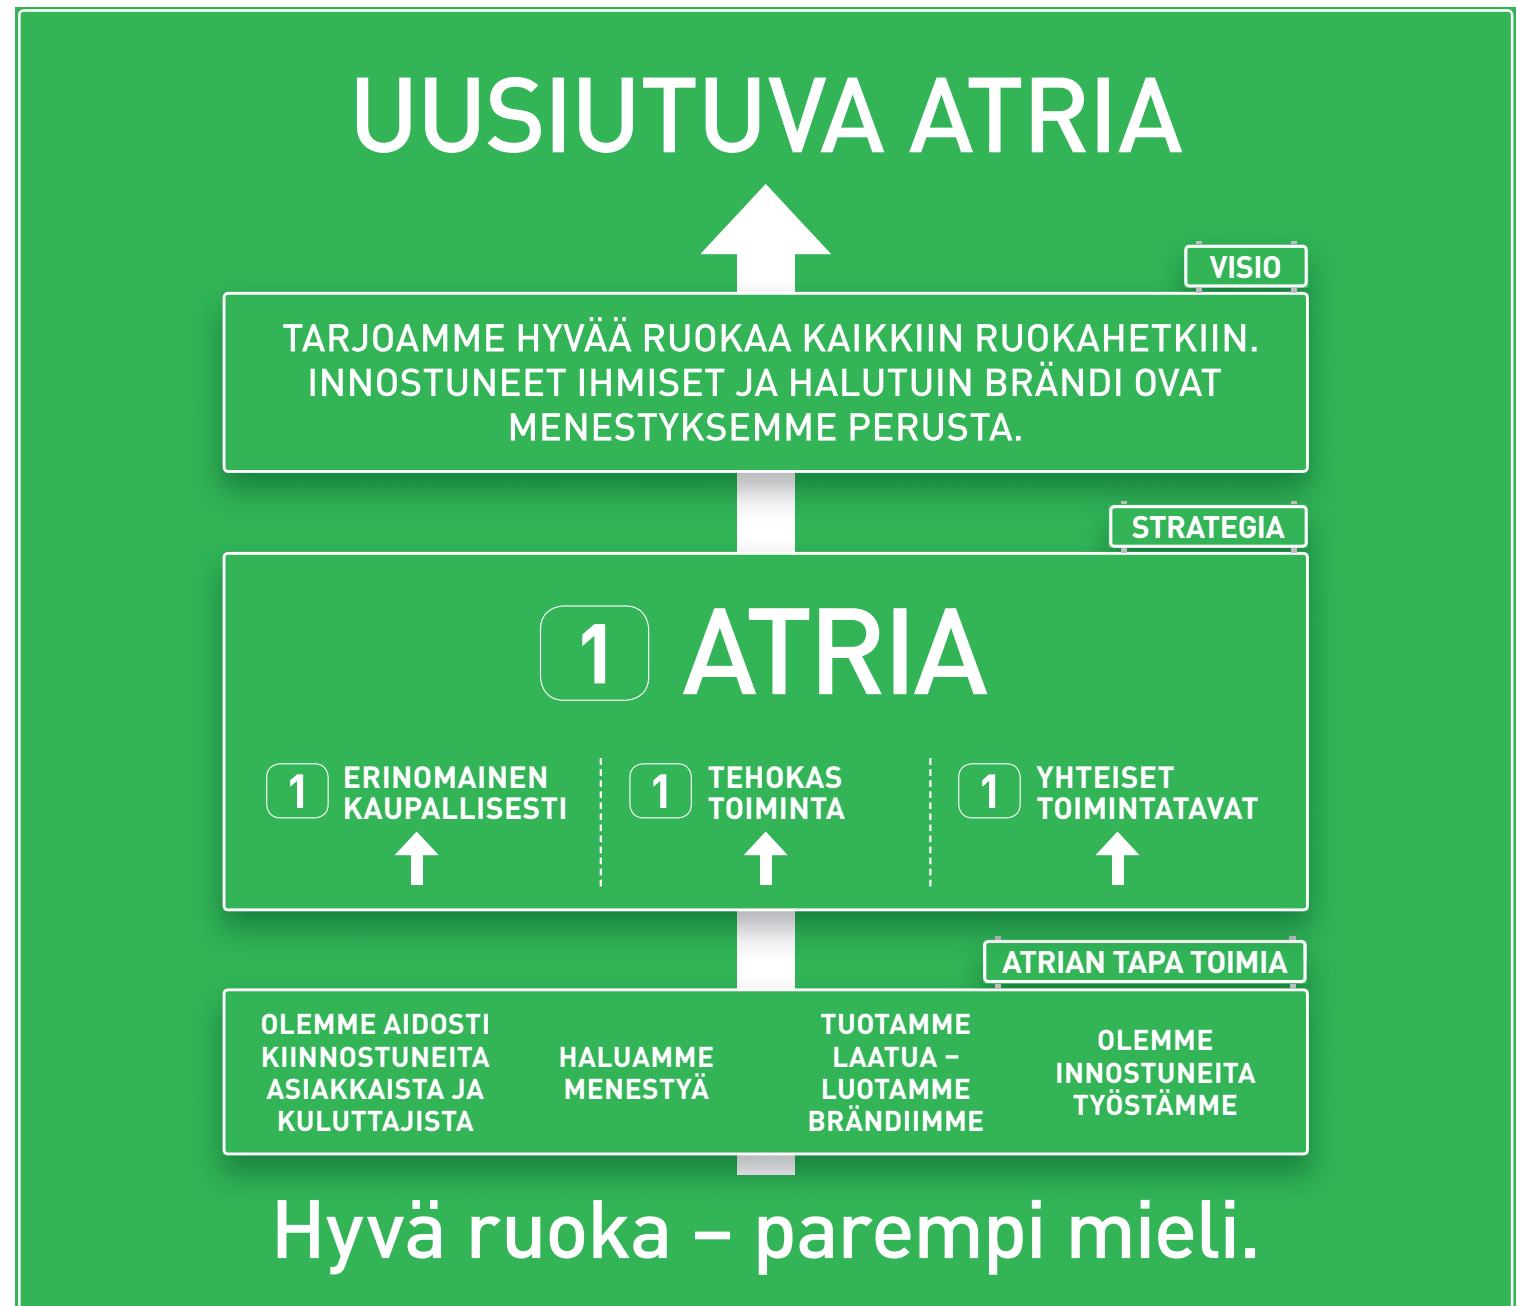 UUSIUTUVA ATRIA
VISIO
TARJOAMME HYVÄÄ RUOKAA KAIKKIIN RUOKAHETKIIN.
INNOSTUNEET IHMISET JA HALUTUIN BRÄNDI OVAT
MENESTYKSEMME PERUSTA.
STRATEGIA
1 ATRIA
1 ERINOMAINEN
KAUPALLISESTI
1 TEHOKAS
TOIMINTA
1 YHTEISET
TOIMINTATAVAT
ATRIAN TAPA TOIMIA
OLEMME AIDOSTI
KIINNOSTUNEITA
ASIAKKAISTA JA
KULUTTAJISTA
HALUAMME
MENESTYÄ
TUOTAMME
LAATUA –
LUOTAMME
BRÄNDIIMME
OLEMME
INNOSTUNEITA
TYÖSTÄMME
Hyvä ruoka – parempi mieli.